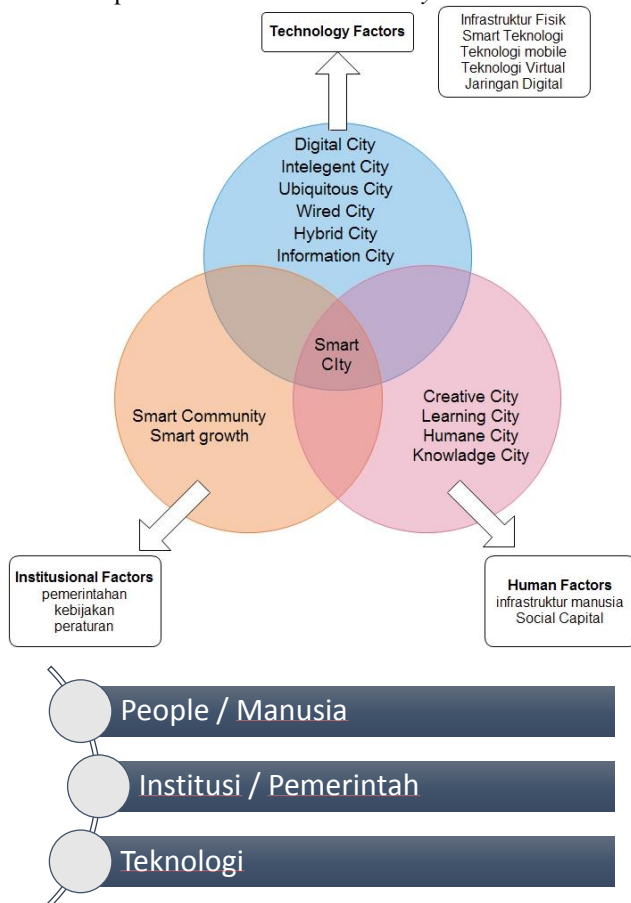 Technology Factors
Infrastruktur Fisik
Smart Teknologi
Teknologi mobile
Teknologi Virtual
Jaringan Digital
Digital City
Intelegent City
Ubiquitous City
Wired City
Hybrid City
Information City
Smart
CIty
Smart Community
Smart growth
Creative City
Learning City
Humane City
Knowladge City
Institusional Factors
pemerintahan
kebijakan
peraturan
Human Factors
infrastruktur manusia
Social Capital
People / Manusia
Institusi / Pemerintah
Teknologi